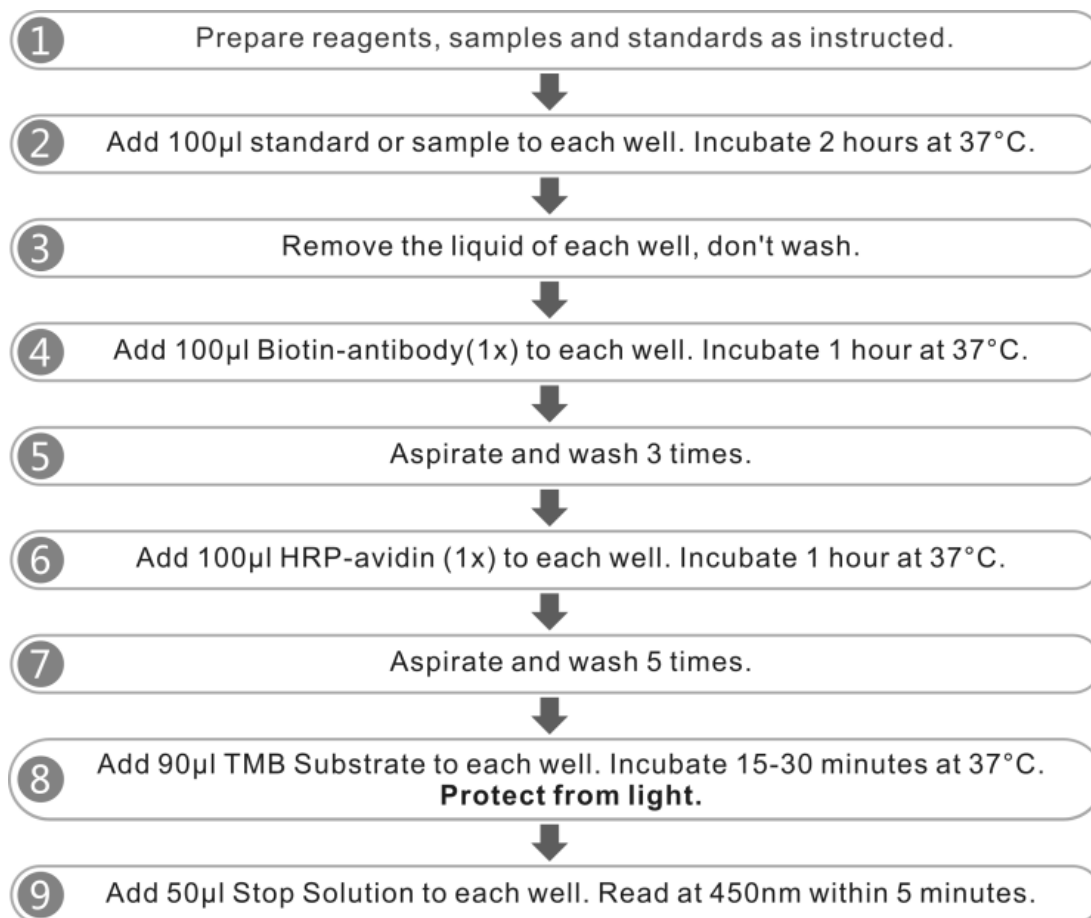 1 Prepare reagents, samples and standards as instructed.
2 Add 100µl standard or sample to each well. Incubate 2 hours at 37°C.
3 Remove the liquid of each well, don't wash.
4 Add 100µl Biotin-antibody(1x) to each well. Incubate 1 hour at 37°C.
5 Aspirate and wash 3 times.
6 Add 100µl HRP-avidin (1x) to each well. Incubate 1 hour at 37°C.
7 Aspirate and wash 5 times.
8 Add 90µl TMB Substrate to each well. Incubate 15-30 minutes at 37°C.
Protect from light.
9 Add 50µl Stop Solution to each well. Read at 450nm within 5 minutes.